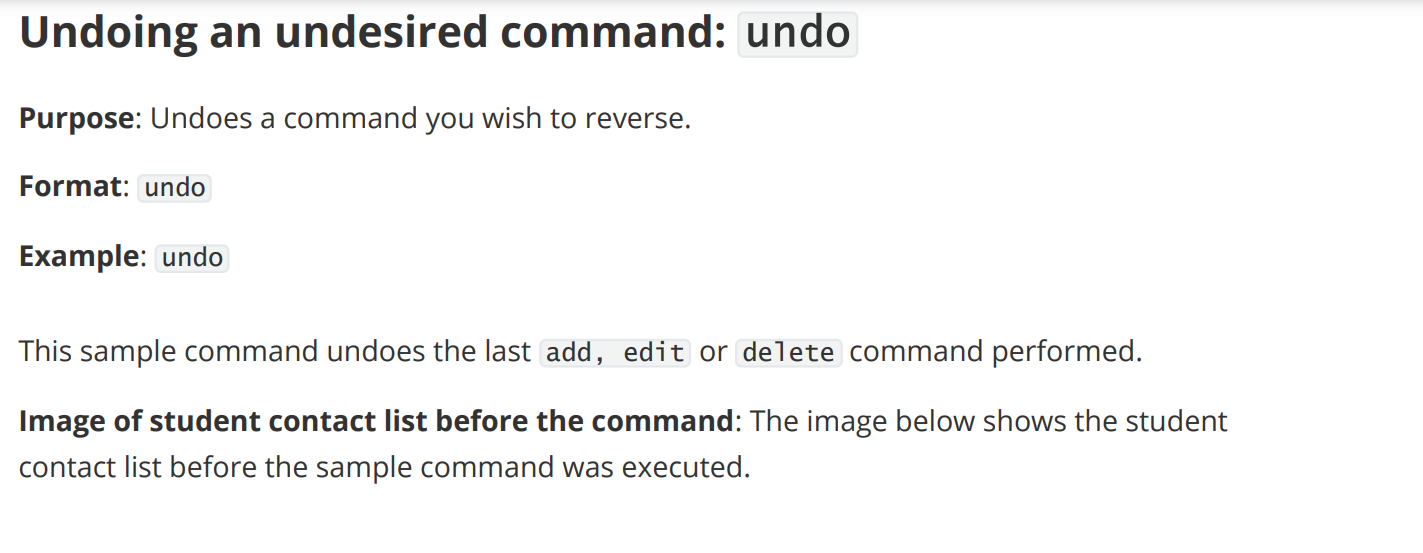 Undoing an undesired command: undo
Purpose: Undoes a command you wish to reverse.
Format: undo
Example: undo
This sample command undoes the last add, edit or delete command performed.
Image of student contact list before the command: The image below shows the student
contact list before the sample command was executed.